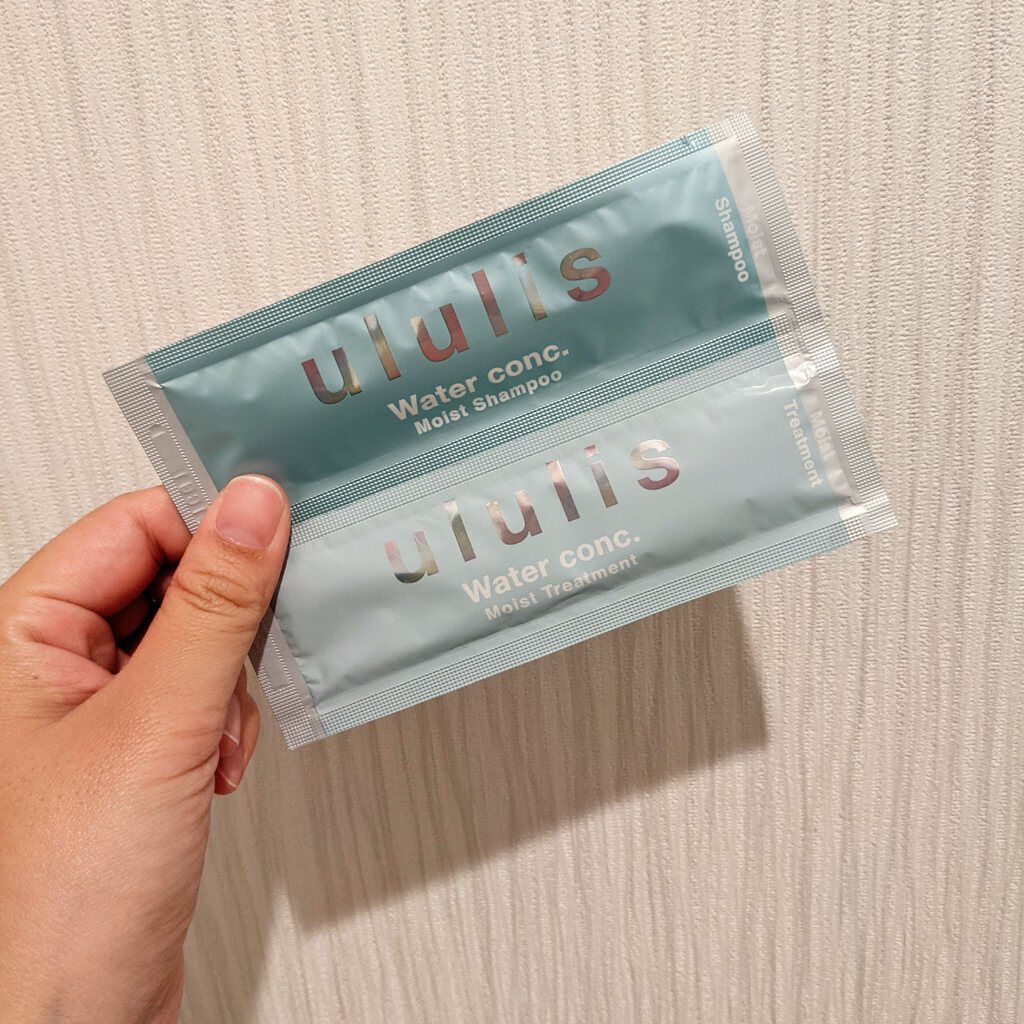 ululis
Water conc.
Moist Shampoo
Moist
Shampoo
ululis
Water conc.
Moist Treatment
Moist
Treatment